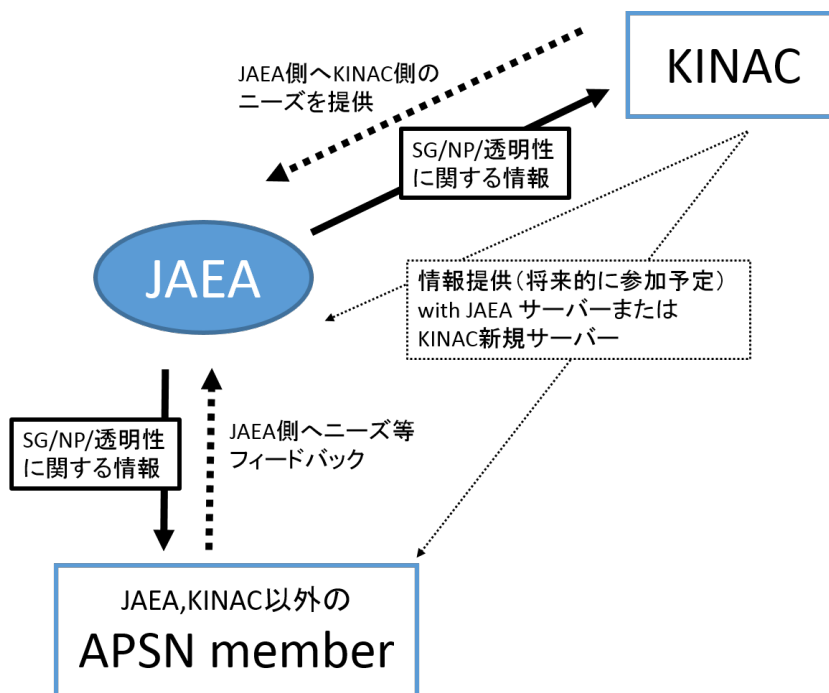 KINAC
JAEA側へKINAC側の
ニーズを提供
SG/NP/透明性
に関する情報
JAEA
情報提供(将来的に参加予定)
with JAEA サーバーまたは
KINAC新規サーバー
SG/NP/透明性
に関する情報
JAEA側へニーズ等
フィードバック
JAEA,KINAC以外の
APSN member